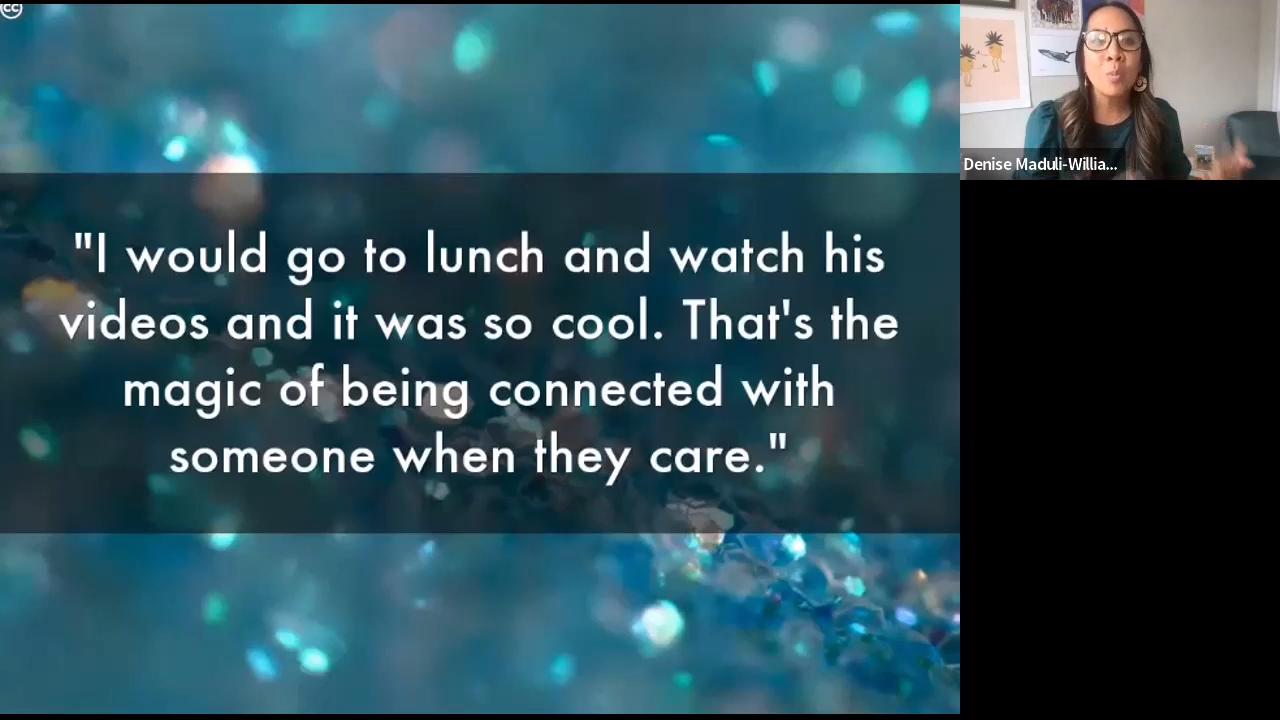 cc
"I would go to lunch and watch his
videos and it was so cool. That's the
magic of being connected with
someone when they care."
Denise Maduli-Willia...